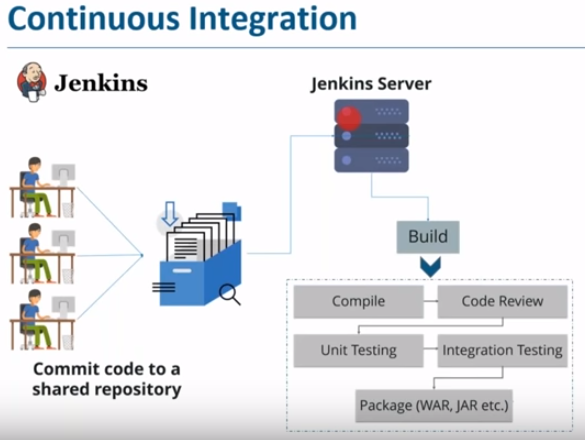 Continuous Integration
Jenkins
Jenkins Server
Build
Compile
Code Review
Unit Testing
Integration Testing
Package (WAR, JAR etc.)
Commit code to a
shared repository